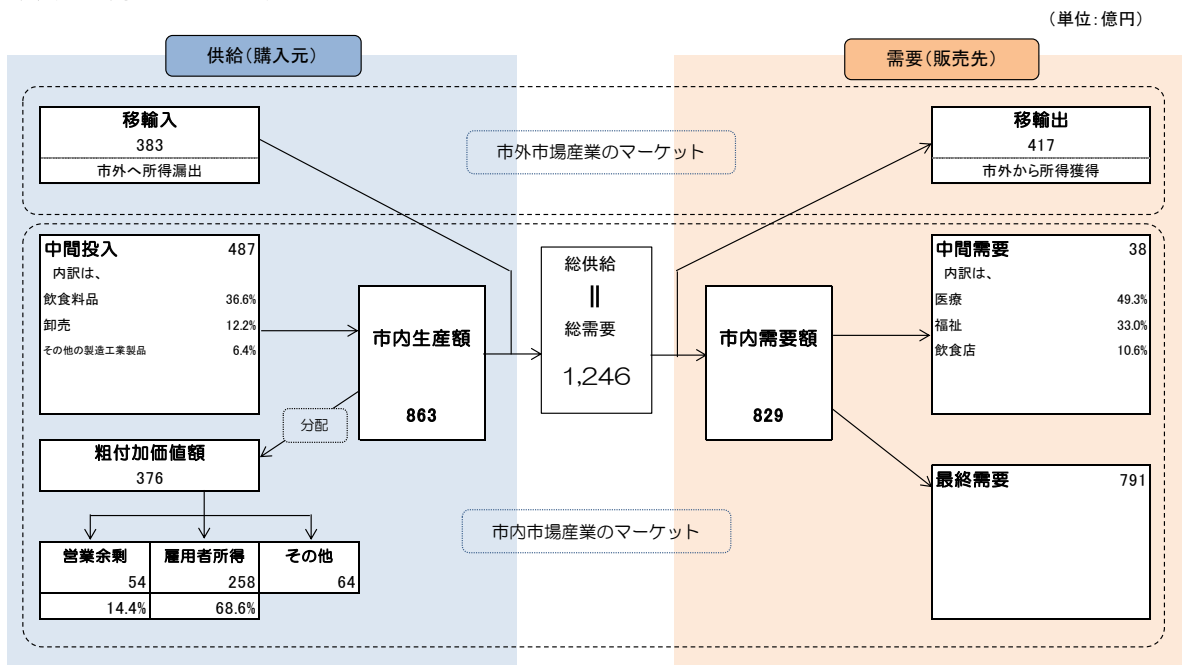 （単位：億円）
供給（購入元）
需要（販売先）
移輸入
383
市外へ所得漏出
市外市場産業のマーケット
移輸出
417
市外から所得獲得
中間投入 487
内訳は、
飲食料品 36.6%
卸売 12.2%
その他の製造工業製品 6.4%
市内生産額
863
総供給
||
総需要
1,246
市内需要額
829
中間需要 38
内訳は、
医療 49.3%
福祉 33.0%
飲食店 10.6%
分配
粗付加価値額
376
最終需要 791
市内市場産業のマーケット
営業余剰 雇用者所得 その他
54 258 64
14.4% 68.6%